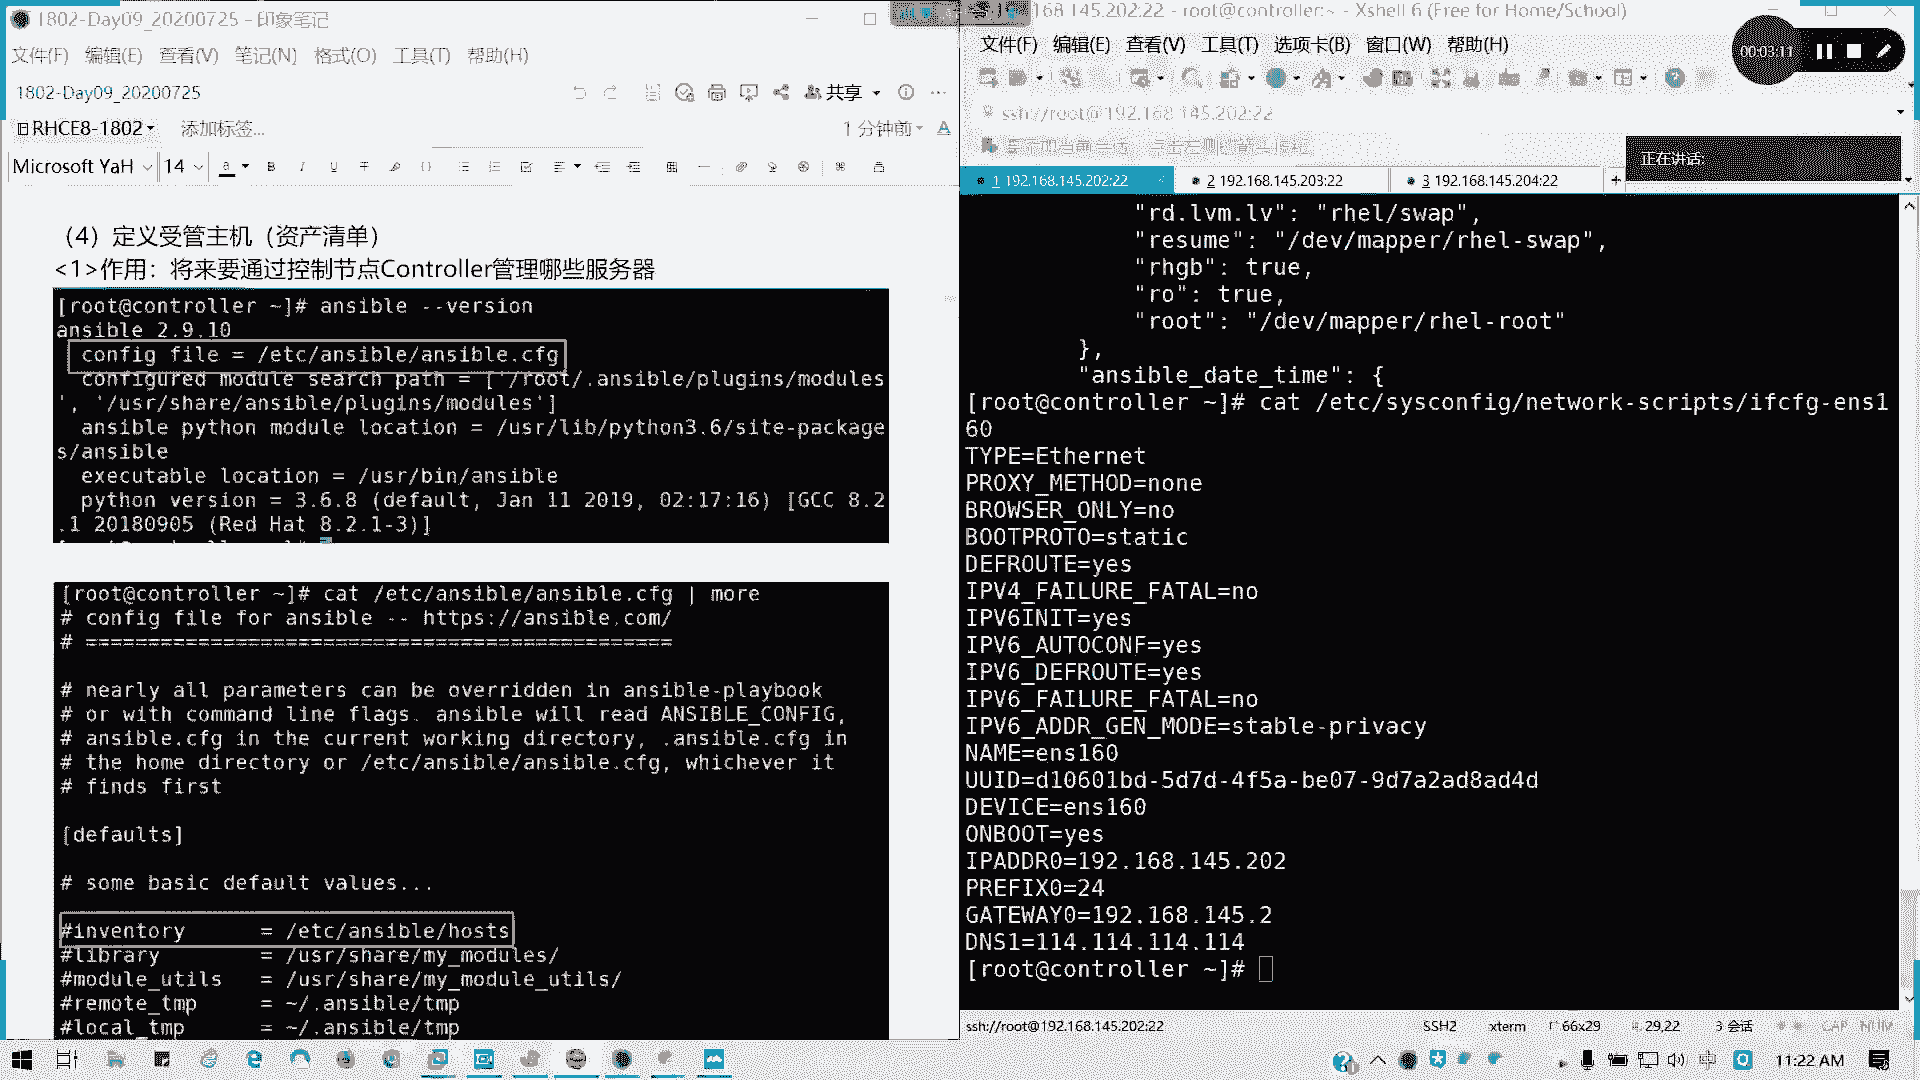 1802-Day09_20200725 - 印象笔记
文件(F) 编辑(E) 查看(V) 笔记(N) 格式(O) 工具(T) 帮助(H)
1802-Day09_20200725
共享
RHCE8-1802
添加标签...
1 分钟前
Microsoft YaH 14
（4）定义受管主机（资产清单）
<1>作用：将来要通过控制节点Controller管理哪些服务器
[root@controller ~]# ansible --version
ansible 2.9.10
config file = /etc/ansible/ansible.cfg
configured module search path = ['/root/.ansible/plugins/modules
', '/usr/share/ansible/plugins/modules']
ansible python module location = /usr/lib/python3.6/site-package
s/ansible
executable location = /usr/bin/ansible
python version = 3.6.8 (default, Jan 11 2019, 02:17:16) [GCC 8.2
.1 20180905 (Red Hat 8.2.1-3)]
[root@controller ~]# cat /etc/ansible/ansible.cfg | more
# config file for ansible -- https://ansible.com/
# ===============================================
# nearly all parameters can be overridden in ansible-playbook
# or with command line flags. ansible will read ANSIBLE_CONFIG,
# ansible.cfg in the current working directory, .ansible.cfg in
# the home directory or /etc/ansible/ansible.cfg, whichever it
# finds first
[defaults]
# some basic default values...
#inventory = /etc/ansible/hosts
#library = /usr/share/my_modules/
#module_utils = /usr/share/my_module_utils/
#remote_tmp = ~/.ansible/tmp
#local_tmp = ~/.ansible/tmp
168.145.202:22 - root@controller:~ - Xshell 6 (Free for Home/School)
文件(F) 编辑(E) 查看(V) 工具(T) 选项卡(B) 窗口(W) 帮助(H)
00:03:11
ssh://root@192.168.145.202:22
正在讲话:
1 192.168.145.202:22
2 192.168.145.203:22
3 192.168.145.204:22
"rd.lvm.lv": "rhel/swap",
"resume": "/dev/mapper/rhel-swap",
"rhgb": true,
"ro": true,
"root": "/dev/mapper/rhel-root"
},
"ansible_date_time": {
[root@controller ~]# cat /etc/sysconfig/network-scripts/ifcfg-ens1
60
TYPE=Ethernet
PROXY_METHOD=none
BROWSER_ONLY=no
BOOTPROTO=static
DEFROUTE=yes
IPV4_FAILURE_FATAL=no
IPV6INIT=yes
IPV6_AUTOCONF=yes
IPV6_DEFROUTE=yes
IPV6_FAILURE_FATAL=no
IPV6_ADDR_GEN_MODE=stable-privacy
NAME=ens160
UUID=d10601bd-5d7d-4f5a-be07-9d7a2ad8ad4d
DEVICE=ens160
ONBOOT=yes
IPADDR0=192.168.145.202
PREFIX0=24
GATEWAY0=192.168.145.2
DNS1=114.114.114.114
[root@controller ~]#
ssh://root@192.168.145.202:22 SSH2 xterm 66x29 29,22 3 会话 CAP NUM
中
11:22 AM